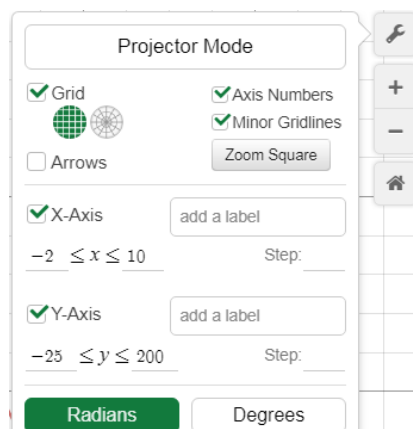 Projector Mode
Grid
Axis Numbers
Minor Gridlines
Arrows
Zoom Square
X-Axis
add a label
−2 ≤ x ≤ 10
Step:
Y-Axis
add a label
−25 ≤ y ≤ 200
Step:
Radians
Degrees
+
−